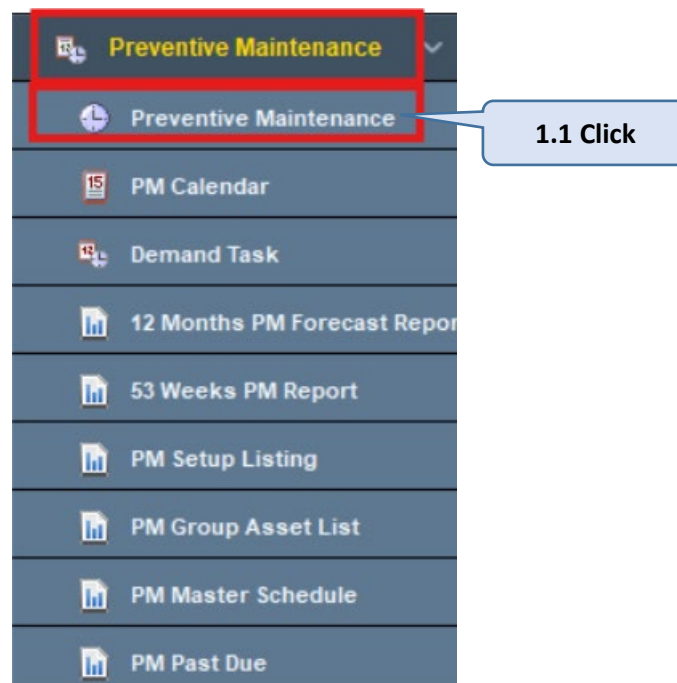 Preventive Maintenance
Preventive Maintenance
1.1 Click
15
PM Calendar
Demand Task
12 Months PM Forecast Repor
53 Weeks PM Report
PM Setup Listing
PM Group Asset List
PM Master Schedule
PM Past Due